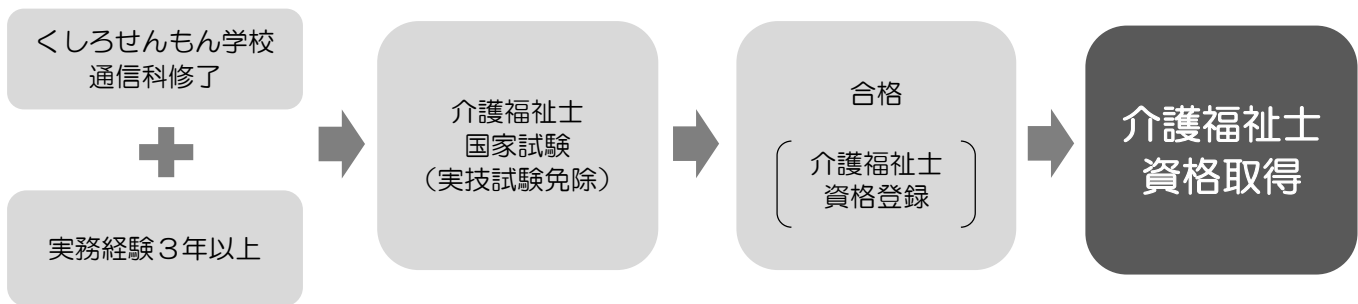 くしろせんもん学校
通信科修了
実務経験３年以上
介護福祉士
国家試験
（実技試験免除）
合格
介護福祉士
資格登録
介護福祉士
資格取得